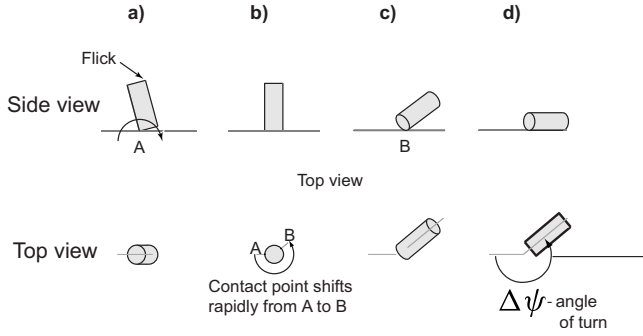 a)
b)
c)
d)
Flick
Side view
A
B
Top view
Top view
A
B
Contact point shifts
rapidly from A to B
Δψ - angle
of turn